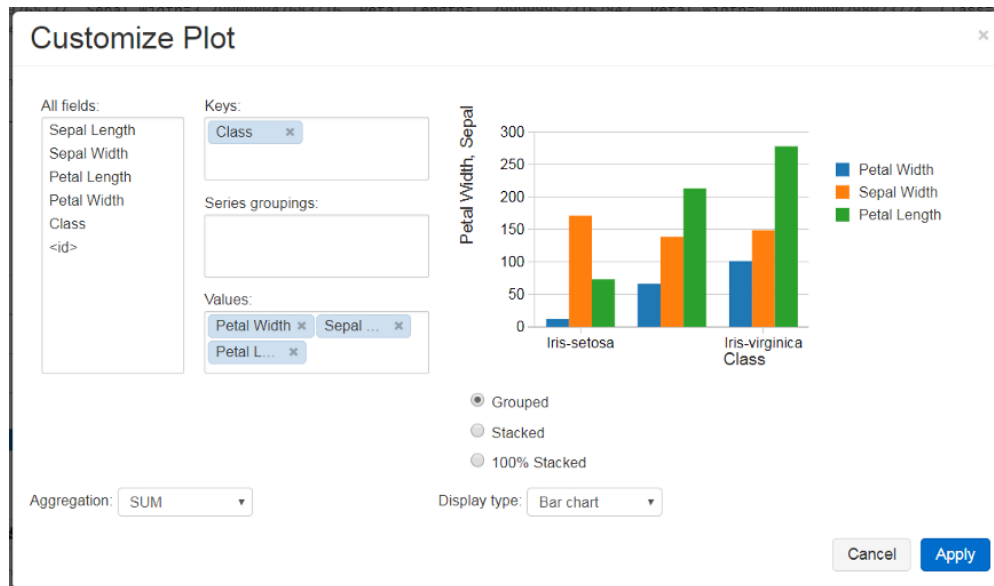 Customize Plot
×
All fields:
Sepal Length
Sepal Width
Petal Length
Petal Width
Class
<id>
Keys:
Class ×
Series groupings:
Values:
Petal Width × Sepal ... ×
Petal L... ×
Petal Width, Sepal
300
250
200
150
100
50
0
Iris-setosa Iris-virginica
Class
Petal Width
Sepal Width
Petal Length
Grouped
Stacked
100% Stacked
Aggregation: SUM
Display type: Bar chart
Cancel Apply